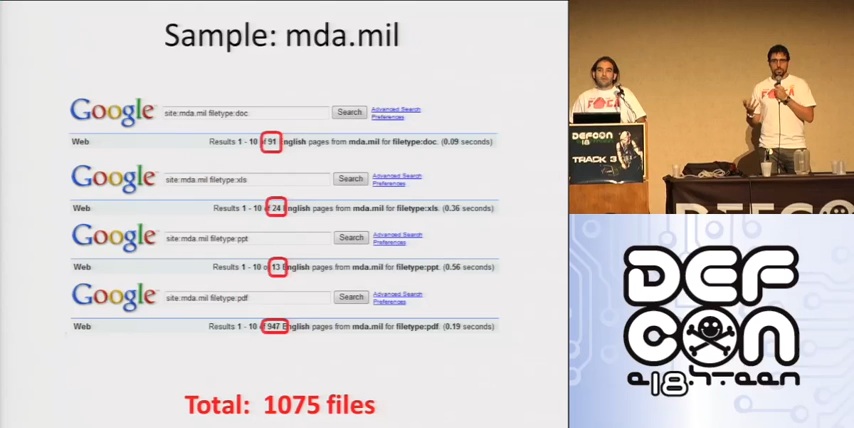 Sample: mda.mil
Google
site:mda.mil filetype:doc
Search
Advanced Search
Preferences
Web
Results 1 - 10 of 91 English pages from mda.mil for filetype:doc. (0.09 seconds)
Google
site:mda.mil filetype:xls
Search
Advanced Search
Preferences
Web
Results 1 - 10 of 24 English pages from mda.mil for filetype:xls. (0.36 seconds)
Google
site:mda.mil filetype:ppt
Search
Advanced Search
Preferences
Web
Results 1 - 10 of 13 English pages from mda.mil for filetype:ppt. (0.56 seconds)
Google
site:mda.mil filetype:pdf
Search
Advanced Search
Preferences
Web
Results 1 - 10 of 947 English pages from mda.mil for filetype:pdf. (0.19 seconds)
Total: 1075 files
FOCA
FOCA
DEFCON
18
TRACK 3
DEFCO
DEF
CON
e18.h-teen